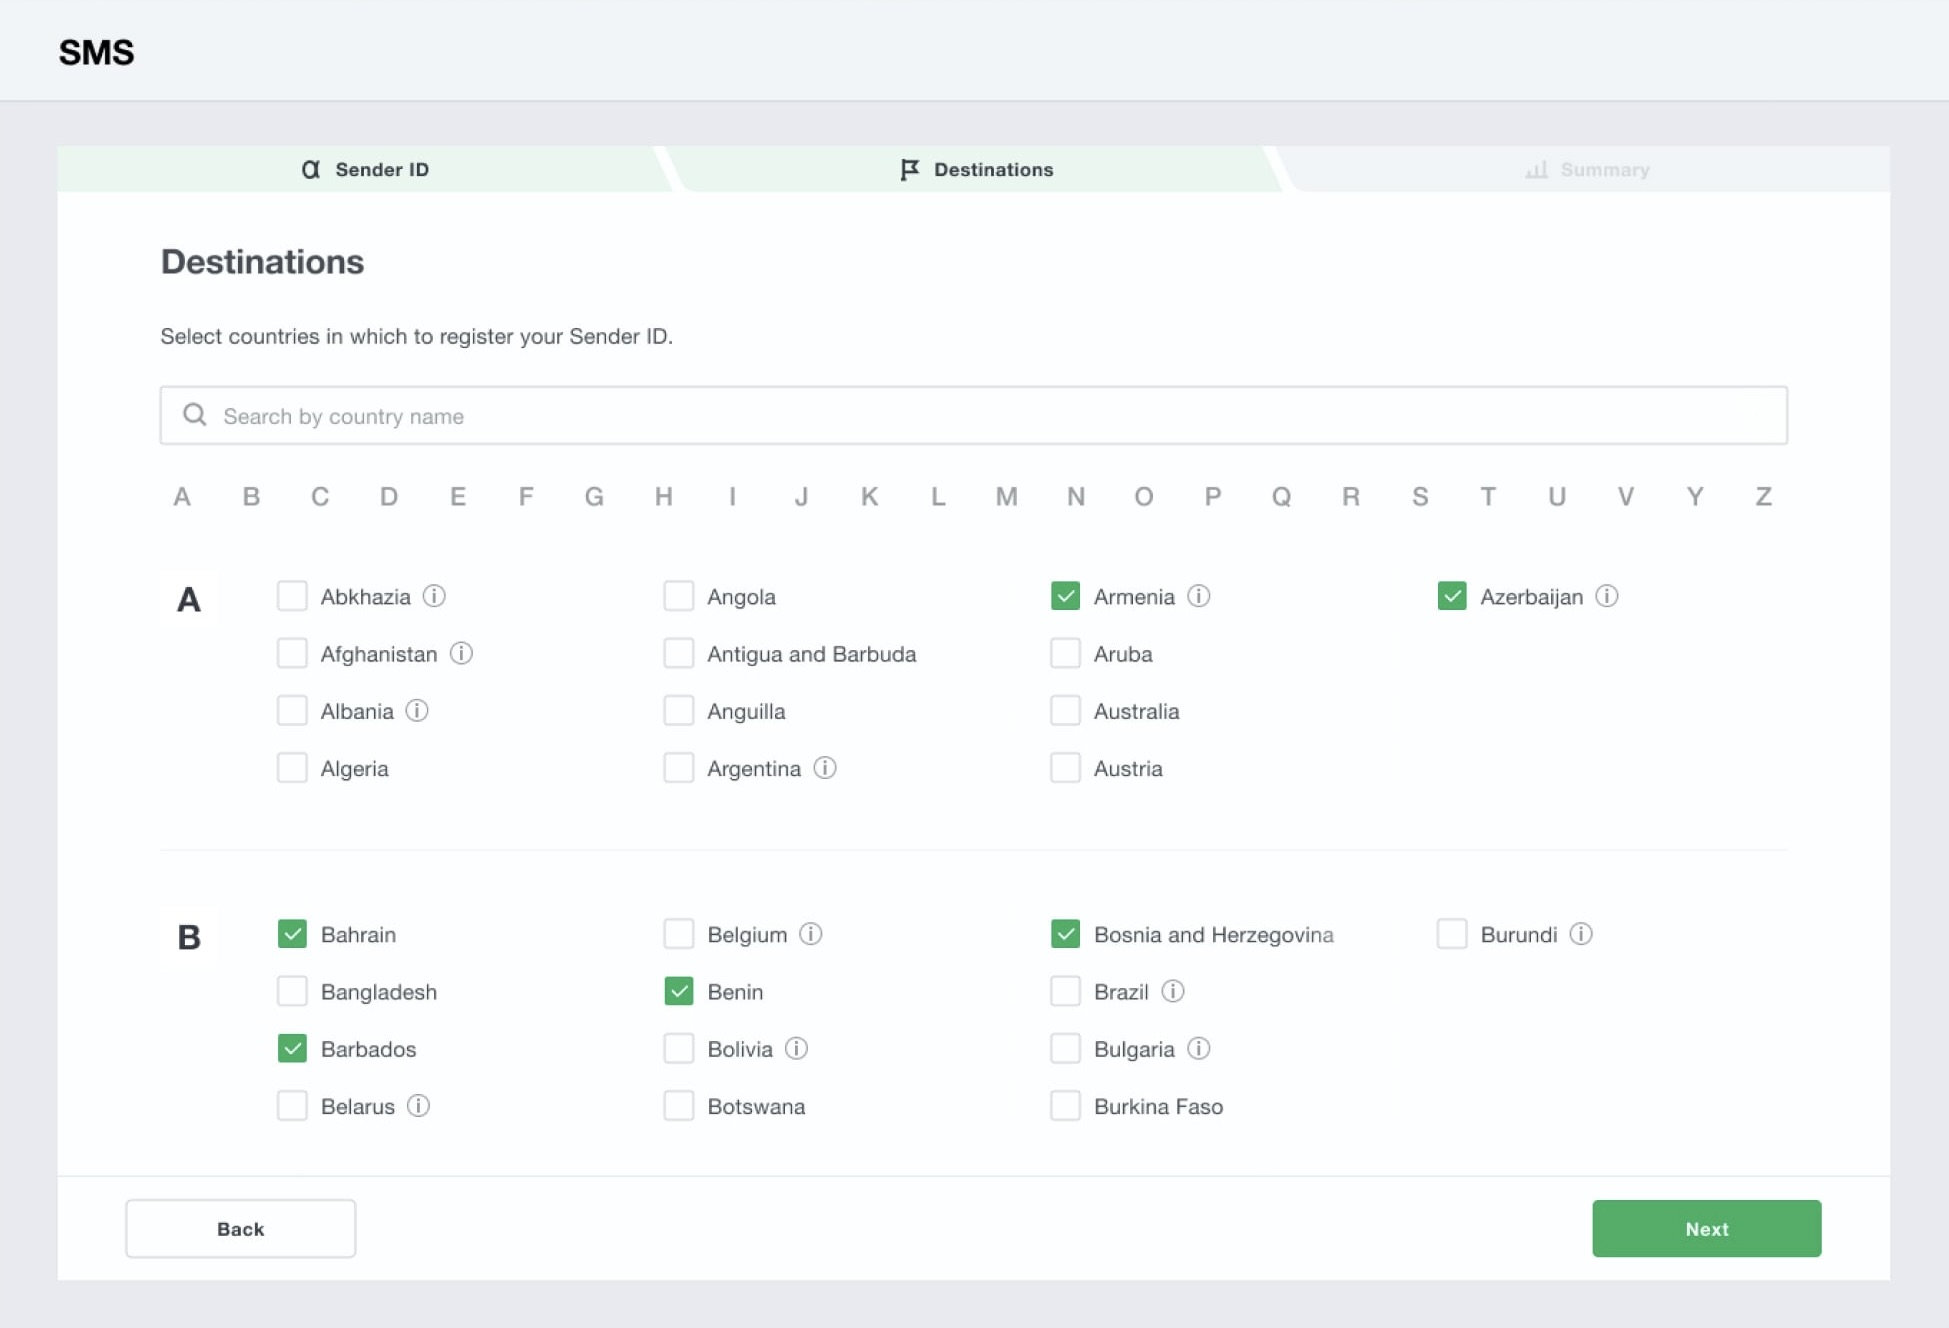 SMS
Sender ID
Destinations
Summary
Destinations
Select countries in which to register your Sender ID.
Search by country name
A B C D E F G H I J K L M N O P Q R S T U V Y Z
A
Abkhazia
Angola
Armenia
Azerbaijan
Afghanistan
Antigua and Barbuda
Aruba
Albania
Anguilla
Australia
Algeria
Argentina
Austria
B
Bahrain
Belgium
Bosnia and Herzegovina
Burundi
Bangladesh
Benin
Brazil
Barbados
Bolivia
Bulgaria
Belarus
Botswana
Burkina Faso
Back
Next